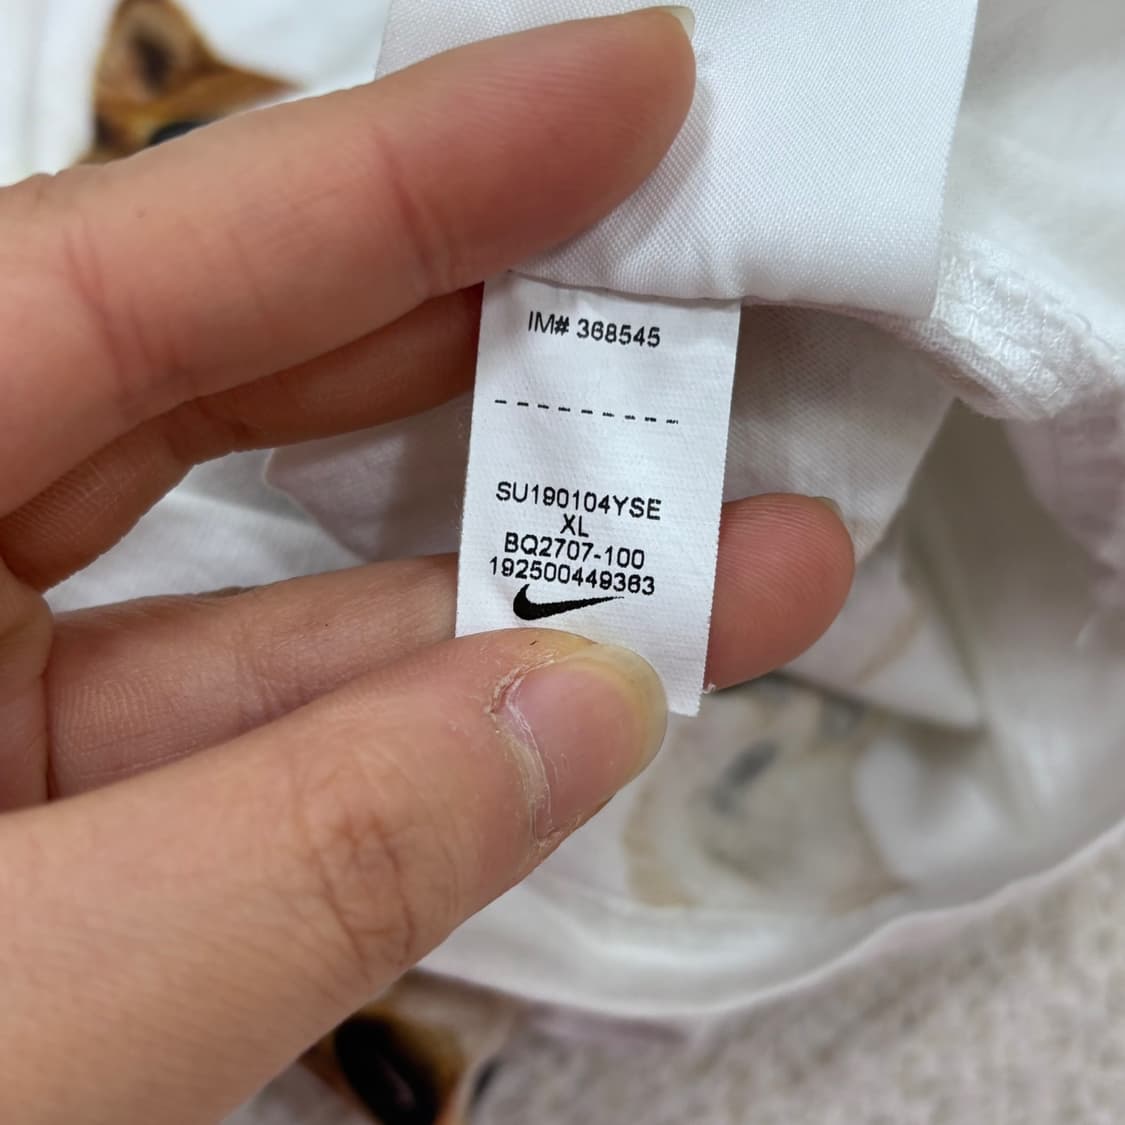 IM# 368545
SU190104YSE
XL
BQ2707-100
192500449363